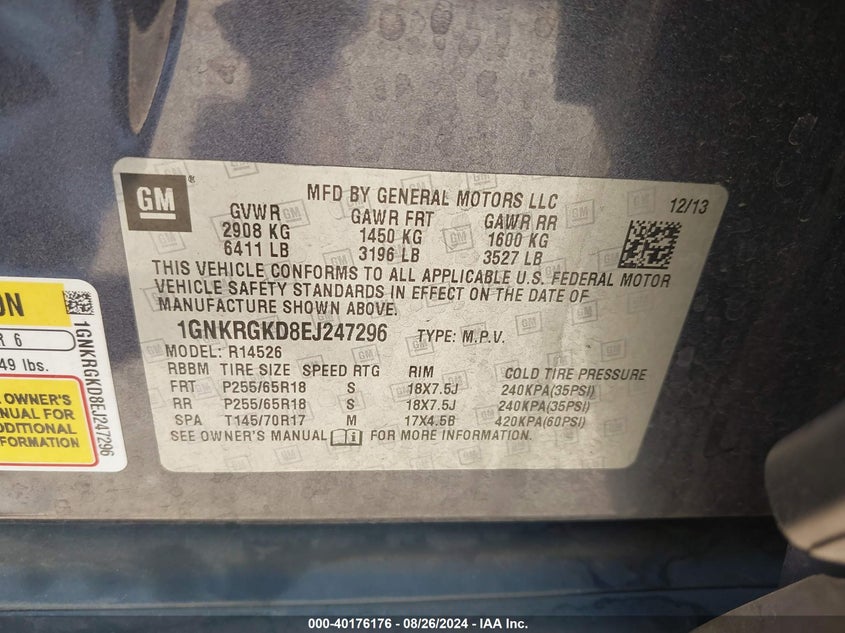 GM
MFD BY GENERAL MOTORS LLC
12/13
GVWR GAWR FRT GAWR RR
2908 KG 1450 KG 1600 KG
6411 LB 3196 LB 3527 LB
THIS VEHICLE CONFORMS TO ALL APPLICABLE U.S. FEDERAL MOTOR
VEHICLE SAFETY STANDARDS IN EFFECT ON THE DATE OF
MANUFACTURE SHOWN ABOVE.
1GNKRGKD8EJ247296 TYPE: M.P.V.
MODEL: R14526
RBBM TIRE SIZE SPEED RTG RIM COLD TIRE PRESSURE
FRT P255/65R18 S 18X7.5J 240KPA(35PSI)
RR P255/65R18 S 18X7.5J 240KPA(35PSI)
SPA T145/70R17 M 17X4.5B 420KPA(60PSI)
SEE OWNER'S MANUAL FOR MORE INFORMATION.
ON
R 6
49 lbs.
OWNER'S
MANUAL FOR
ADDITIONAL
INFORMATION
1GNKRGKD8EJ247296
000-40176176 - 08/26/2024 - IAA Inc.